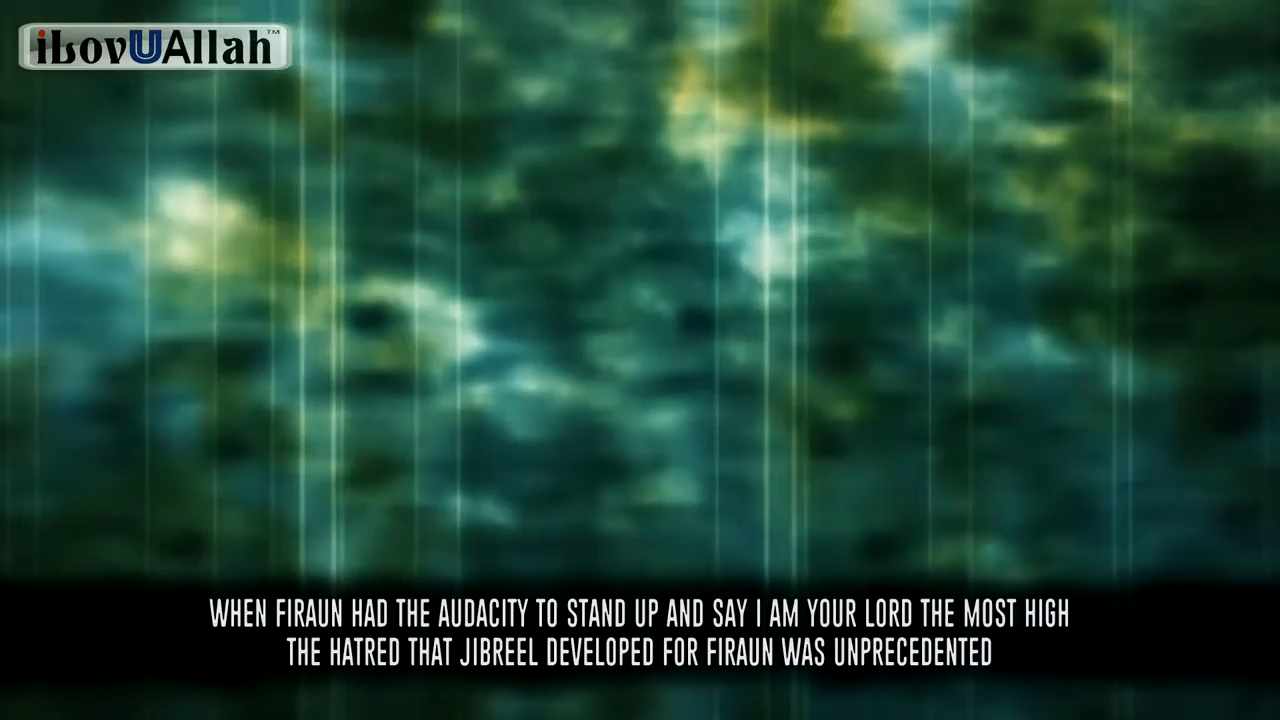 iLovUAllah™
WHEN FIRAUN HAD THE AUDACITY TO STAND UP AND SAY I AM YOUR LORD THE MOST HIGH
THE HATRED THAT JIBREEL DEVELOPED FOR FIRAUN WAS UNPRECEDENTED